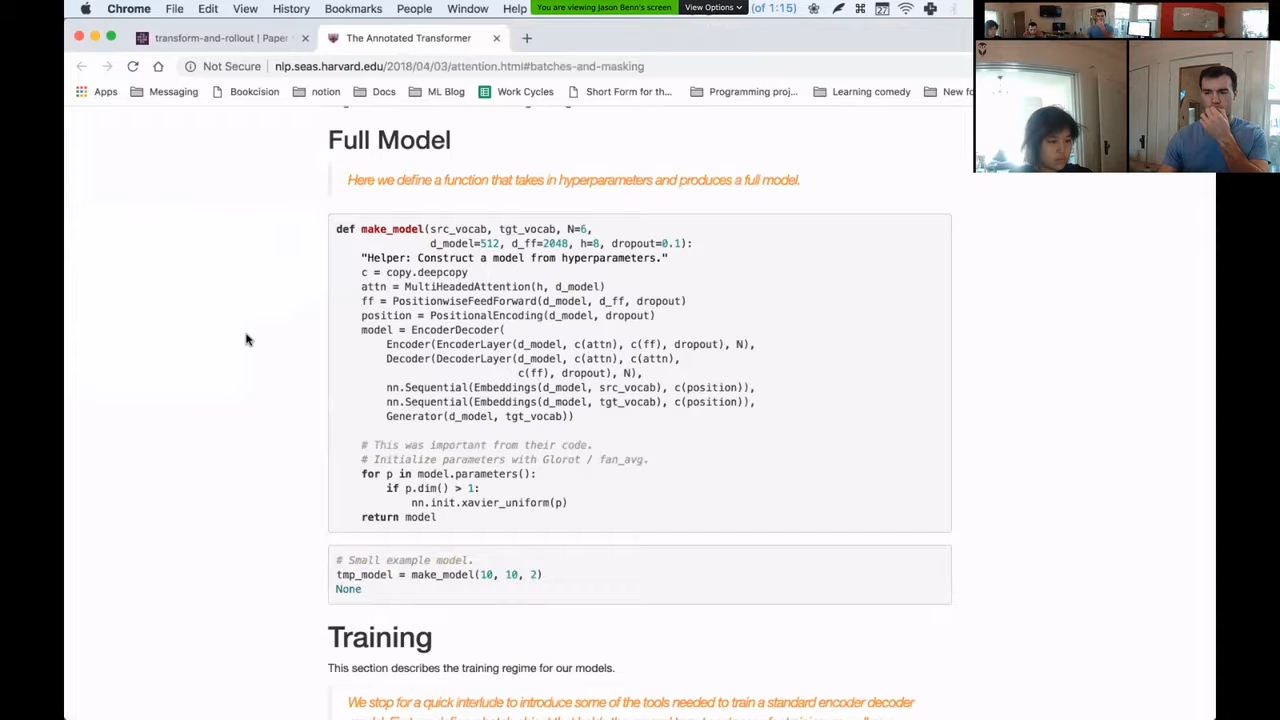 Chrome File Edit View History Bookmarks People Window Help
You are viewing Jason Benn's screen View Options
(of 1:15)
27
transform-and-rollout | Paper
The Annotated Transformer
Not Secure | nlp.seas.harvard.edu/2018/04/03/attention.html#batches-and-masking
Apps Messaging Bookcision notion Docs ML Blog Work Cycles Short Form for th... Programming proj... Learning comedy New fo
Full Model
Here we define a function that takes in hyperparameters and produces a full model.
def make_model(src_vocab, tgt_vocab, N=6,
d_model=512, d_ff=2048, h=8, dropout=0.1):
"Helper: Construct a model from hyperparameters."
c = copy.deepcopy
attn = MultiHeadedAttention(h, d_model)
ff = PositionwiseFeedForward(d_model, d_ff, dropout)
position = PositionalEncoding(d_model, dropout)
model = EncoderDecoder(
Encoder(EncoderLayer(d_model, c(attn), c(ff), dropout), N),
Decoder(DecoderLayer(d_model, c(attn), c(attn),
c(ff), dropout), N),
nn.Sequential(Embeddings(d_model, src_vocab), c(position)),
nn.Sequential(Embeddings(d_model, tgt_vocab), c(position)),
Generator(d_model, tgt_vocab))
# This was important from their code.
# Initialize parameters with Glorot / fan_avg.
for p in model.parameters():
if p.dim() > 1:
nn.init.xavier_uniform(p)
return model
# Small example model.
tmp_model = make_model(10, 10, 2)
None
Training
This section describes the training regime for our models.
We stop for a quick interlude to introduce some of the tools needed to train a standard encoder decoder